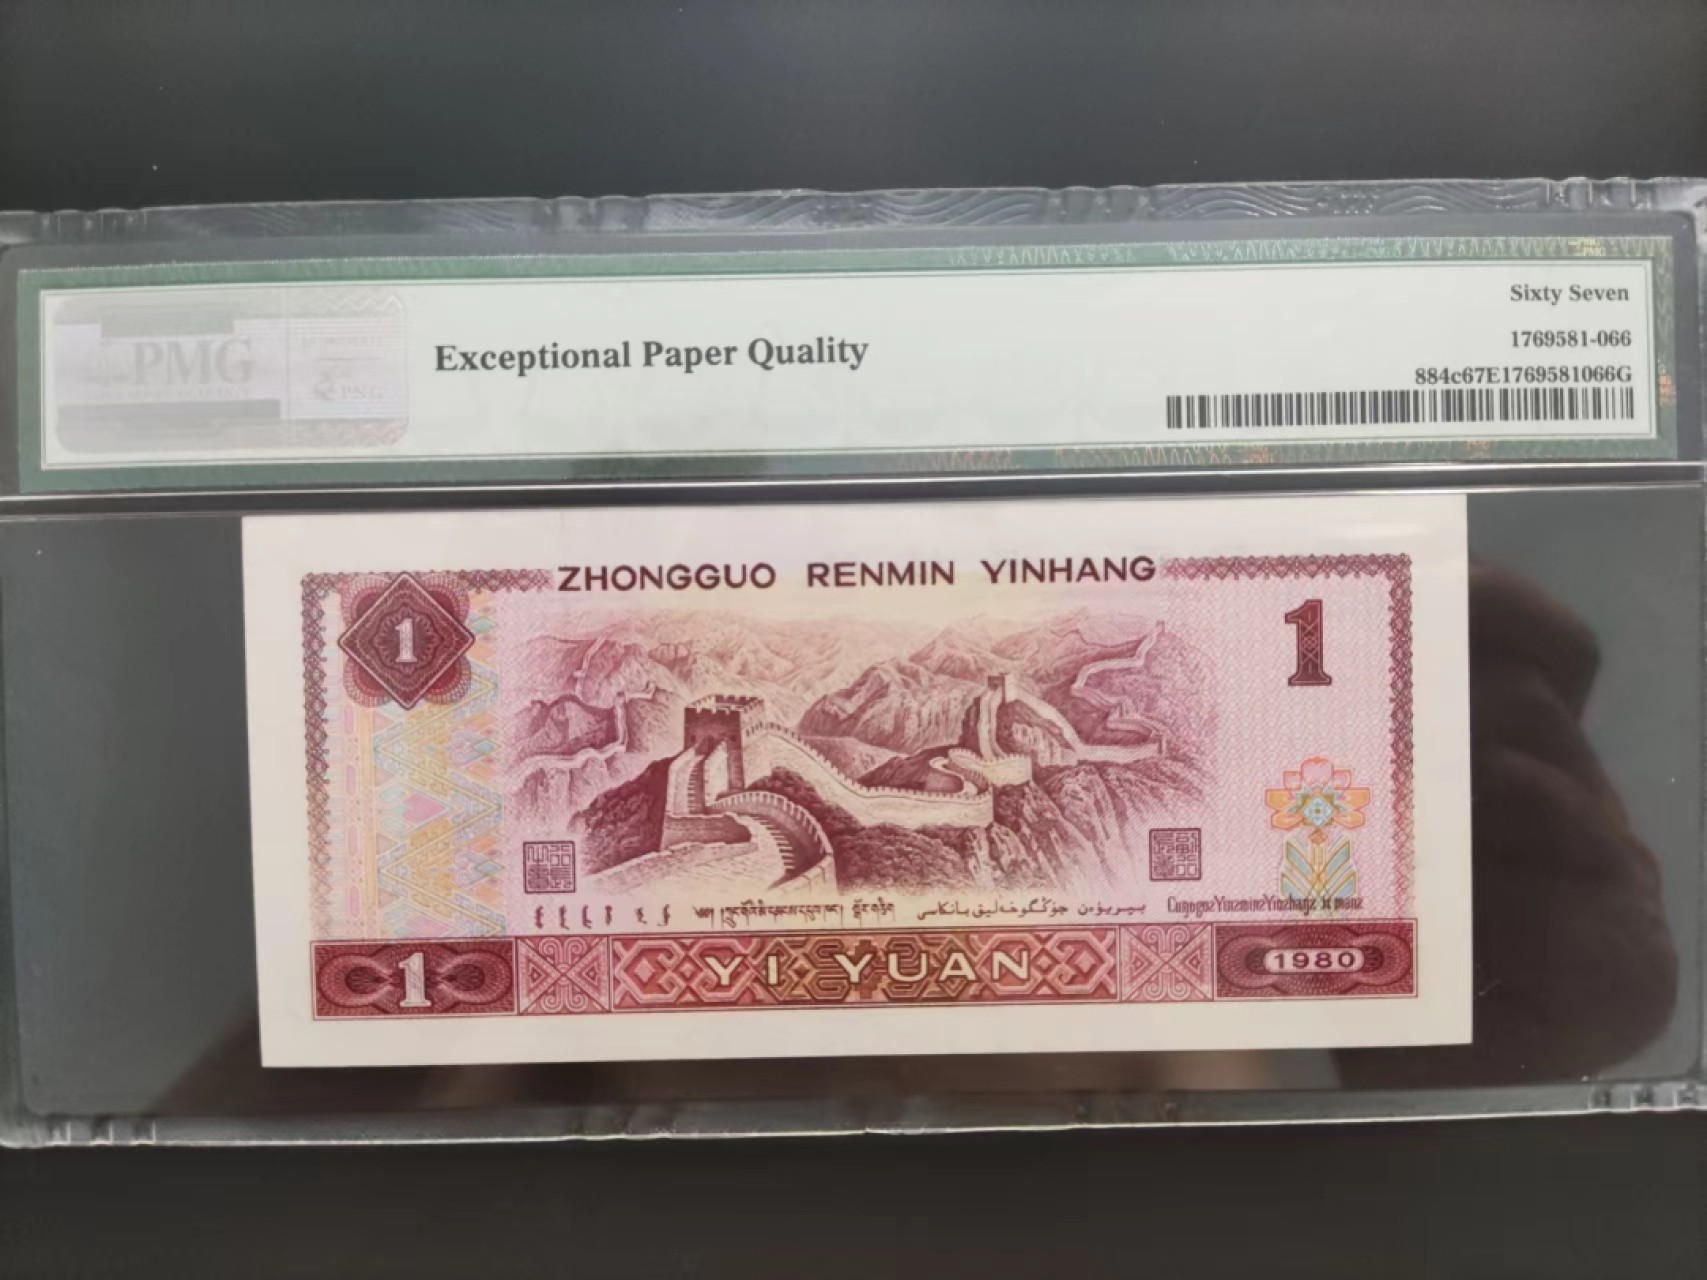 Sixty Seven
PMG
Exceptional Paper Quality
1769581-066
884c67E1769581066G
ZHONGGUO RENMIN YINHANG
1
1
1
YI YUAN
1980